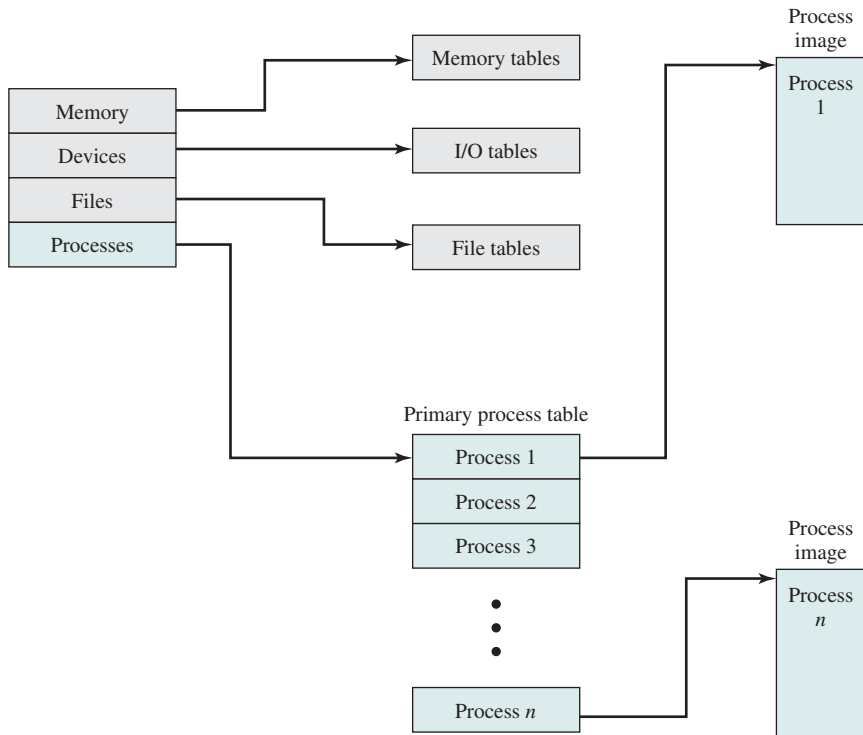 Memory
Devices
Files
Processes
Memory tables
I/O tables
File tables
Primary process table
Process 1
Process 2
Process 3
Process n
Process
image
Process
1
Process
image
Process
n